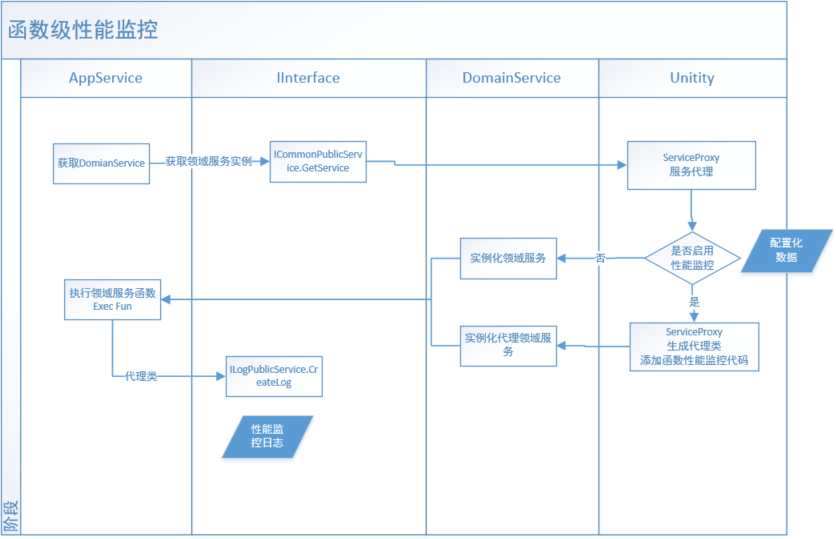 函数级性能监控
AppService
IInterface
DomainService
Unitity
获取DomianService
获取领域服务实例
ICommonPublicServ
ice.GetService
ServiceProxy
服务代理
是否启用
性能监控
配置化
数据
否
实例化领域服务
是
执行领域服务函数
Exec Fun
实例化代理领域服
务
ServiceProxy
生成代理类
添加函数性能监控代码
代理类
ILogPublicService.Cr
eateLog
性能监
控日志
阶段